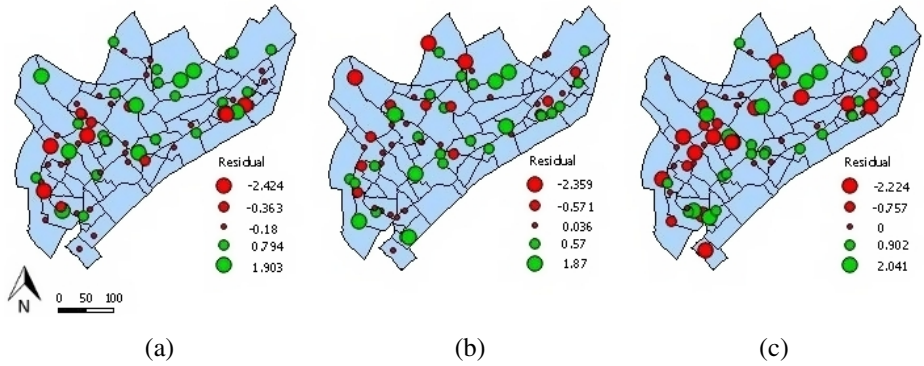 Residual
-2.424
-0.363
-0.18
0.794
1.903
N
0 50 100
Residual
-2.359
-0.571
0.036
0.57
1.87
Residual
-2.224
-0.757
0
0.902
2.041
(a)
(b)
(c)